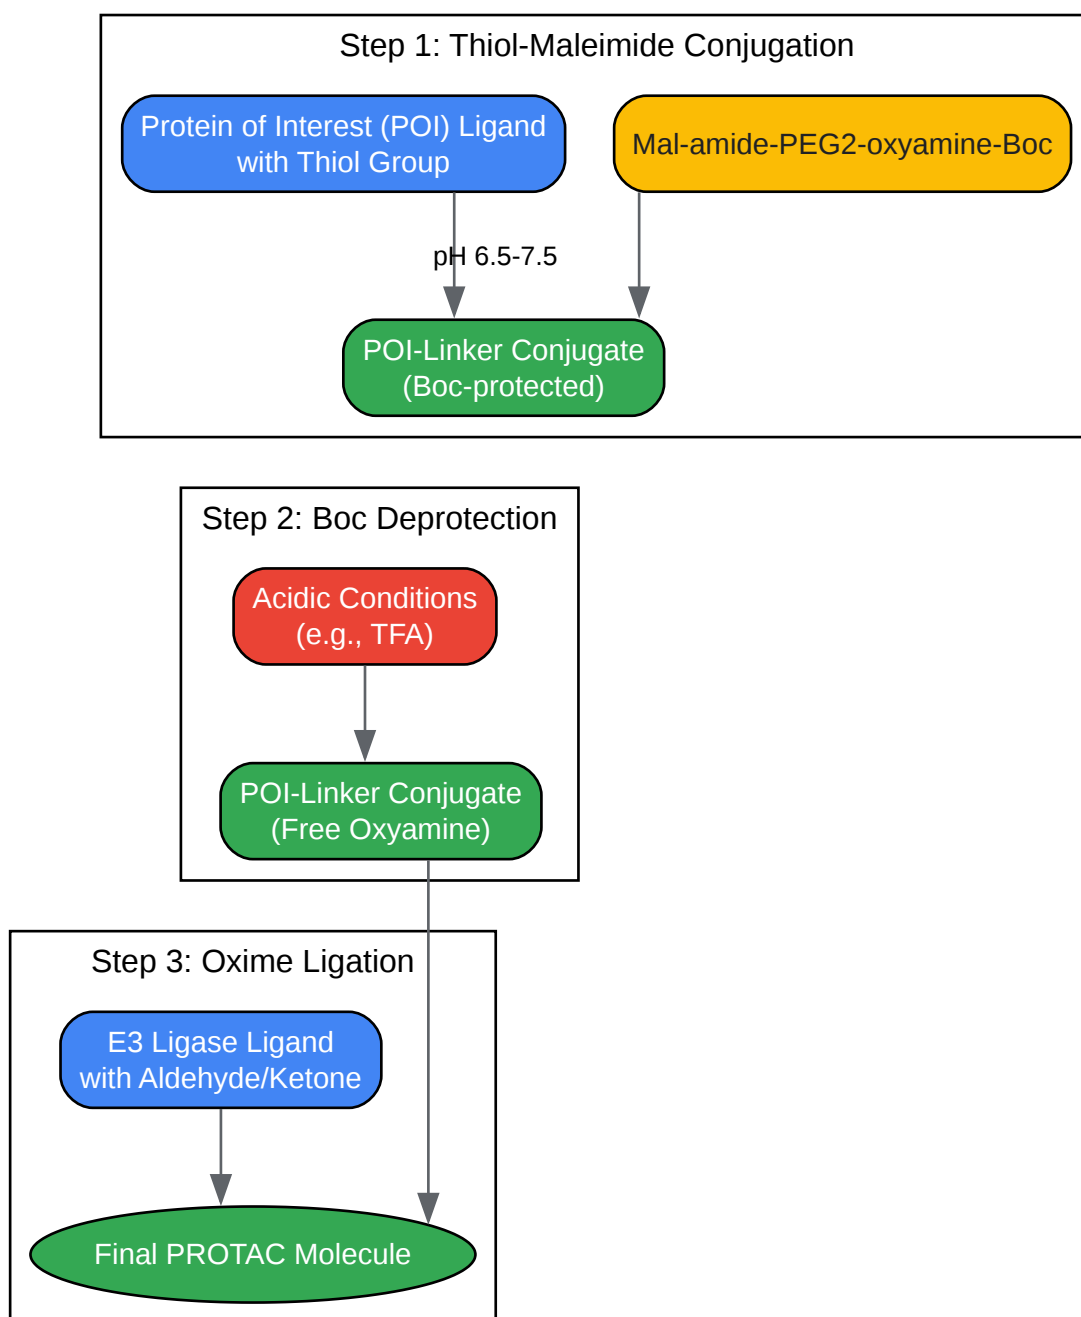 Step 1: Thiol-Maleimide Conjugation
Protein of Interest (POI) Ligand
with Thiol Group
Mal-amide-PEG2-oxyamine-Boc
pH 6.5-7.5
POI-Linker Conjugate
(Boc-protected)
Step 2: Boc Deprotection
Acidic Conditions
(e.g., TFA)
POI-Linker Conjugate
(Free Oxyamine)
Step 3: Oxime Ligation
E3 Ligase Ligand
with Aldehyde/Ketone
Final PROTAC Molecule